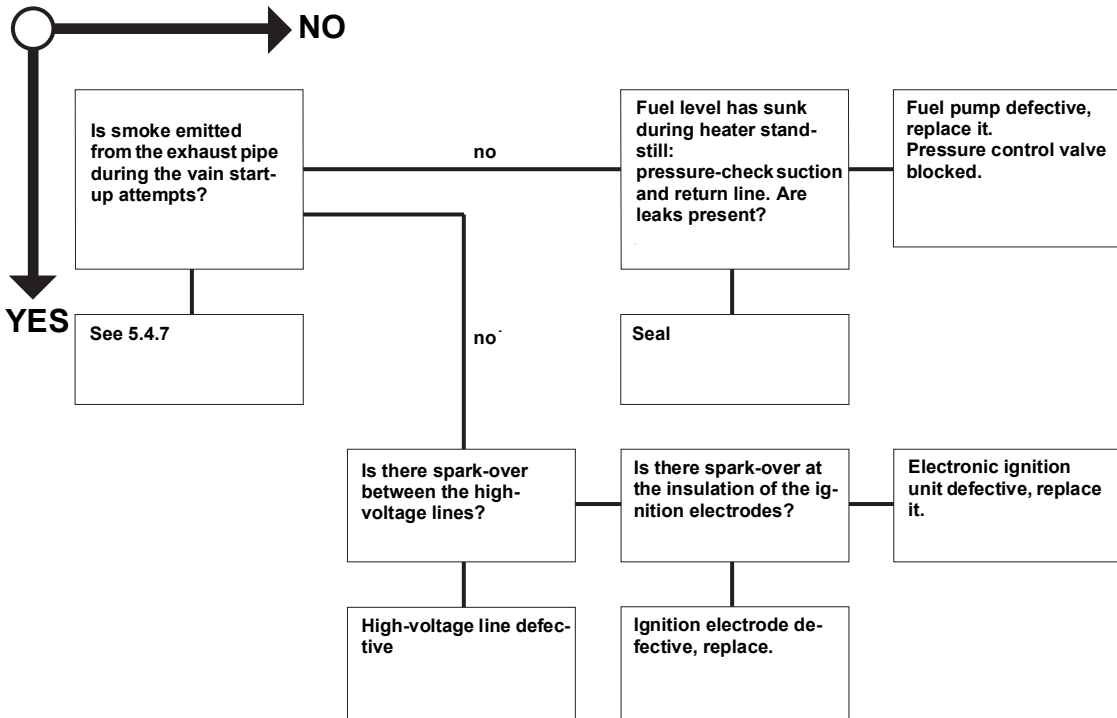 NO
YES
Is smoke emitted
from the exhaust pipe
during the vain start-
up attempts?
no
Fuel level has sunk
during heater stand-
still:
pressure-check suction
and return line. Are
leaks present?
Fuel pump defective,
replace it.
Pressure control valve
blocked.
See 5.4.7
no
Seal
Is there spark-over
between the high-
voltage lines?
Is there spark-over at
the insulation of the ig-
nition electrodes?
Electronic ignition
unit defective, replace
it.
High-voltage line defec-
tive
Ignition electrode de-
fective, replace.